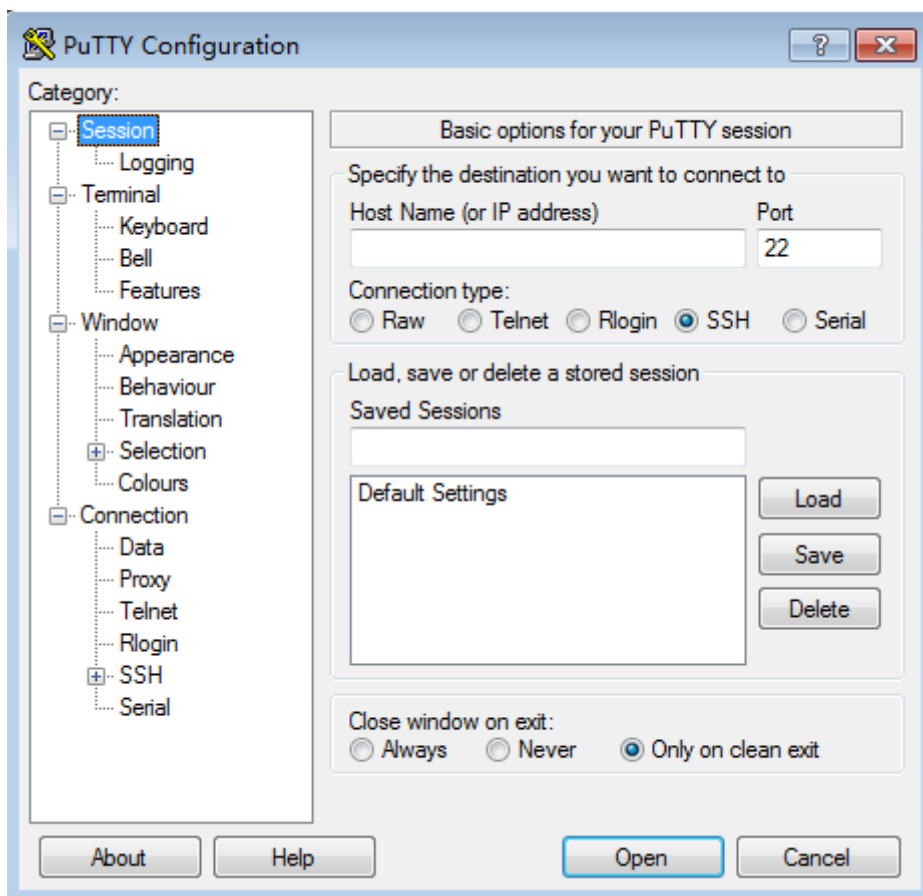 PuTTY Configuration
Category:
Session
Logging
Terminal
Keyboard
Bell
Features
Window
Appearance
Behaviour
Translation
Selection
Colours
Connection
Data
Proxy
Telnet
Rlogin
SSH
Serial
Basic options for your PuTTY session
Specify the destination you want to connect to
Host Name (or IP address) Port
22
Connection type:
Raw Telnet Rlogin SSH Serial
Load, save or delete a stored session
Saved Sessions
Default Settings
Load
Save
Delete
Close window on exit:
Always Never Only on clean exit
About Help Open Cancel